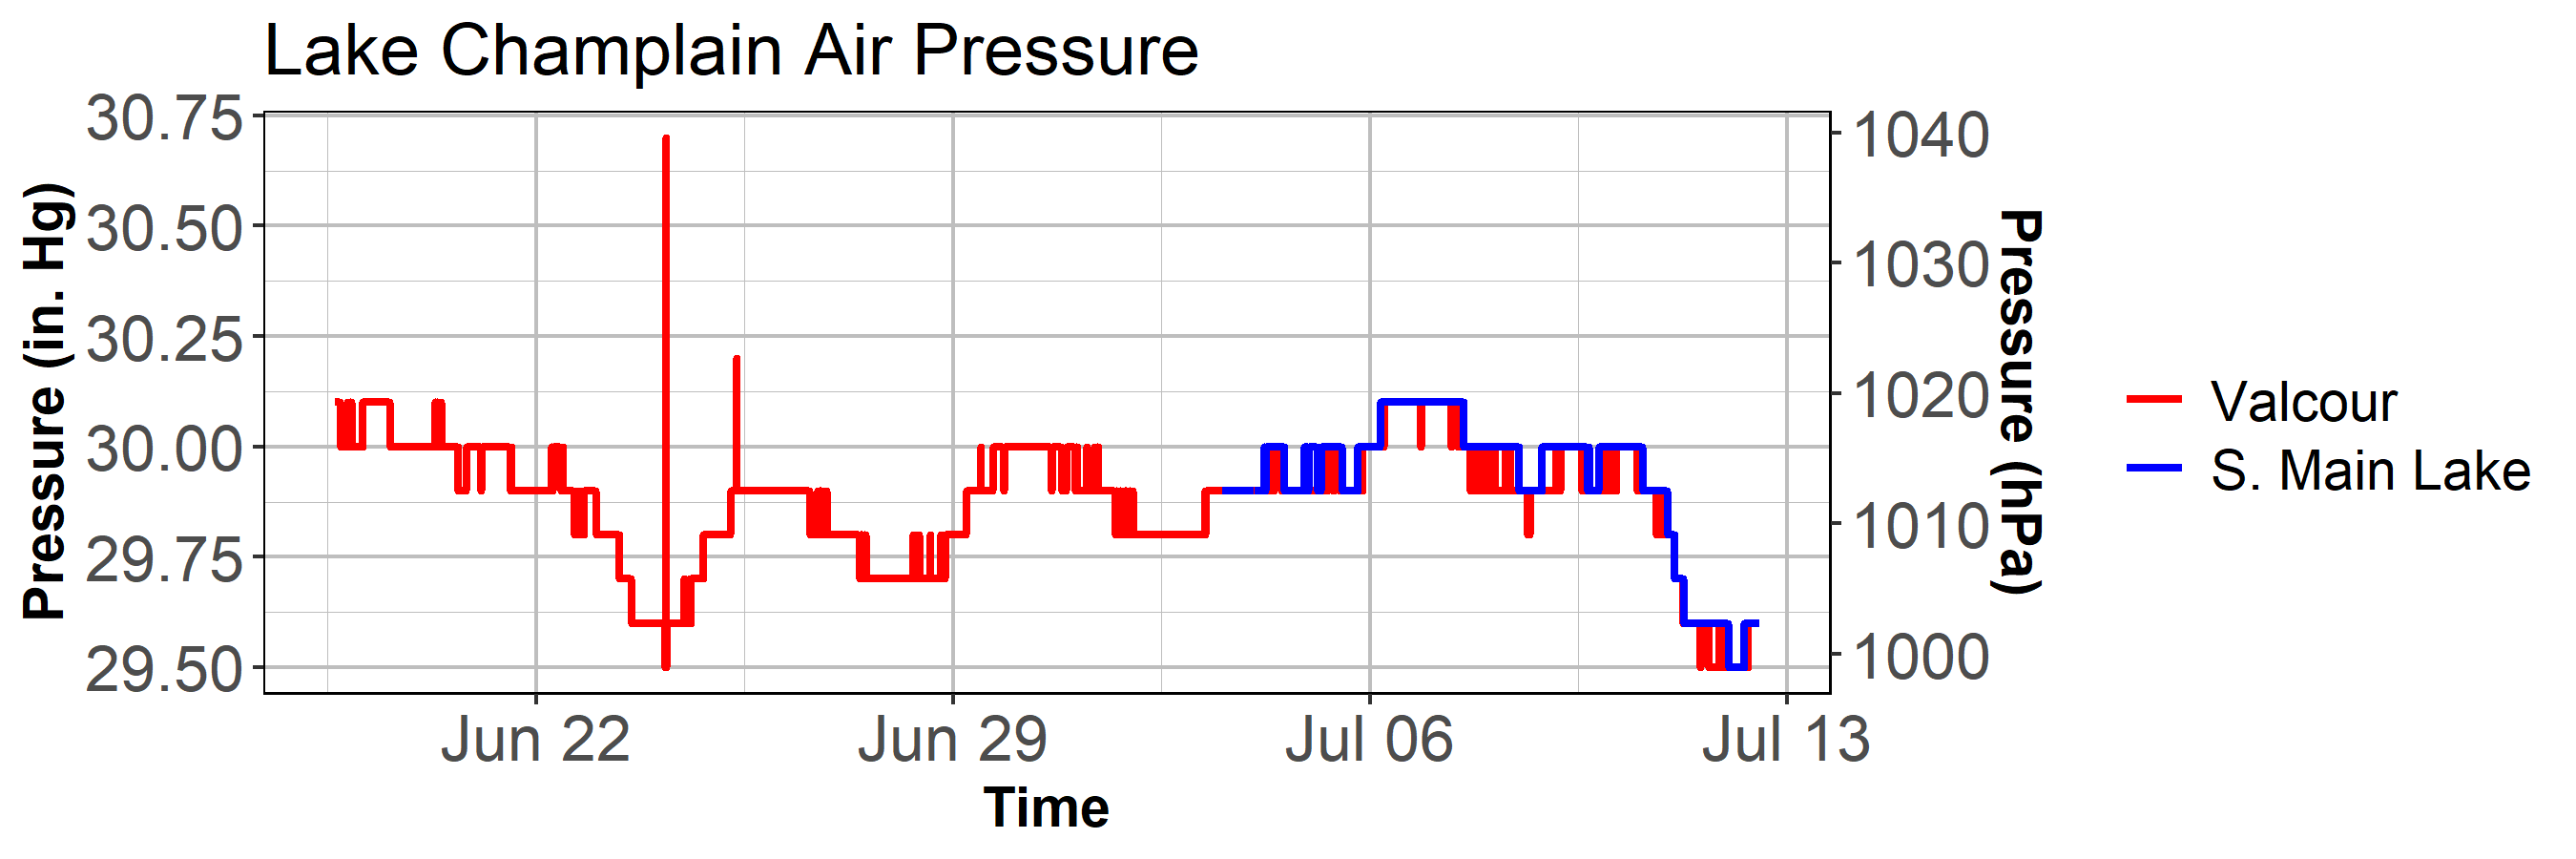 Lake Champlain Air Pressure
Pressure (in. Hg)
30.75
30.50
30.25
30.00
29.75
29.50
1040
1030
1020
1010
1000
Pressure (hPa)
Jun 22
Jun 29
Jul 06
Jul 13
Time
Valcour
S. Main Lake